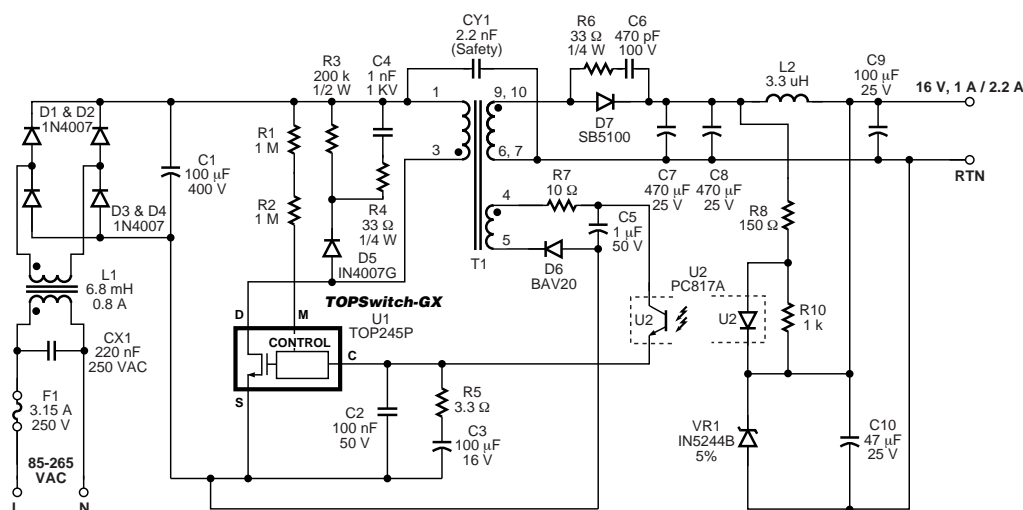 CY1
2.2 nF
(Safety)
R6
33 Ω
1/4 W
C6
470 pF
100 V
R3
200 k
1/2 W
C4
1 nF
1 KV
L2
3.3 uH
C9
100 µF
25 V
16 V, 1 A / 2.2 A
D1 & D2
1N4007
1
9, 10
D7
SB5100
R1
1 M
C1
100 µF
400 V
3
6, 7
RTN
R7
10 Ω
C7
470 µF
25 V
C8
470 µF
25 V
R2
1 M
R4
33 Ω
1/4 W
D3 & D4
1N4007
4
C5
1 µF
50 V
R8
150 Ω
5
D5
IN4007G
T1
D6
BAV20
L1
6.8 mH
0.8 A
TOPSwitch-GX
U1
TOP245P
U2
PC817A
D
M
CONTROL
C
S
U2
U2
R10
1 k
CX1
220 nF
250 VAC
F1
3.15 A
250 V
R5
3.3 Ω
C2
100 nF
50 V
C3
100 µF
16 V
VR1
IN5244B
5%
C10
47 µF
25 V
85-265
VAC
L
N